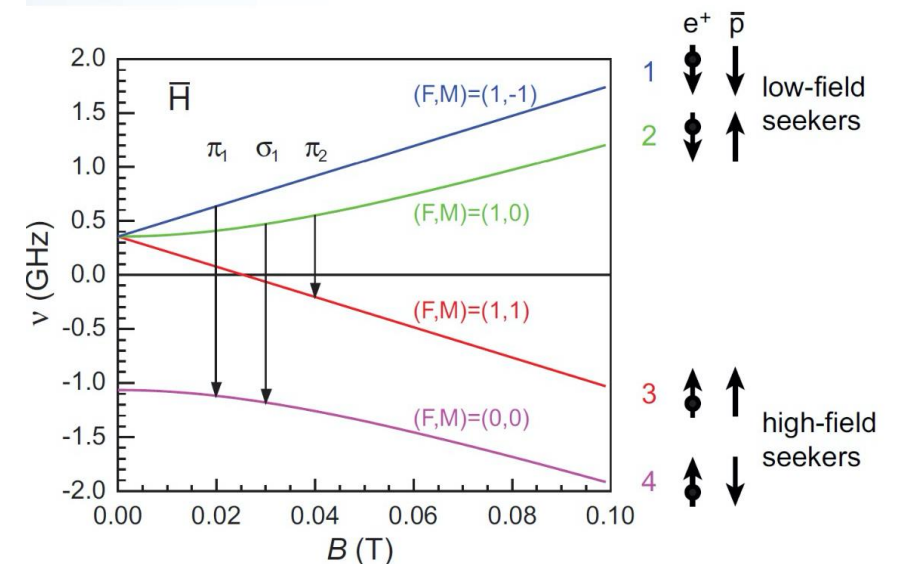 e⁺ p̄
2.0
1.5
1.0
0.5
0.0
-0.5
-1.0
-1.5
-2.0
ν (GHz)
H̄
π₁ σ₁ π₂
(F,M)=(1,-1)
(F,M)=(1,0)
(F,M)=(1,1)
(F,M)=(0,0)
0.00 0.02 0.04 0.06 0.08 0.10
B (T)
1
2
low-field
seekers
3
4
high-field
seekers